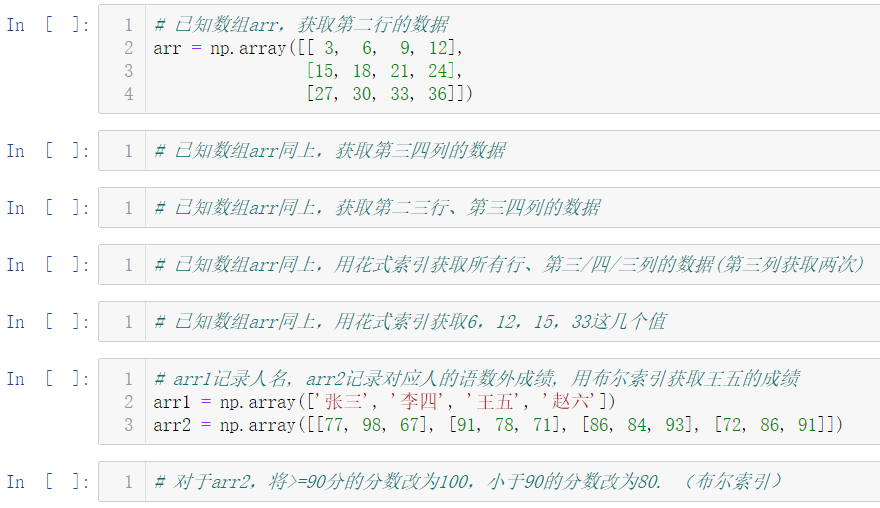 In [ ]: 1 # 已知数组arr，获取第二行的数据
2 arr = np.array([[ 3, 6, 9, 12],
3 [15, 18, 21, 24],
4 [27, 30, 33, 36]])
In [ ]: 1 # 已知数组arr同上，获取第三四列的数据
In [ ]: 1 # 已知数组arr同上，获取第二三行、第三四列的数据
In [ ]: 1 # 已知数组arr同上，用花式索引获取所有行、第三/四/三列的数据(第三列获取两次)
In [ ]: 1 # 已知数组arr同上，用花式索引获取6，12，15，33这几个值
In [ ]: 1 # arr1记录人名, arr2记录对应人的语数外成绩, 用布尔索引获取王五的成绩
2 arr1 = np.array(['张三', '李四', '王五', '赵六'])
3 arr2 = np.array([[77, 98, 67], [91, 78, 71], [86, 84, 93], [72, 86, 91]])
In [ ]: 1 # 对于arr2，将>=90分的分数改为100，小于90的分数改为80. （布尔索引）